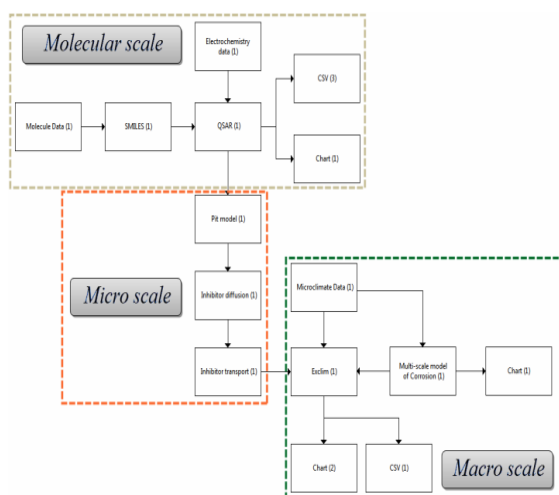 Molecular scale
Electrochemistry
data (1)
CSV (3)
Molecule Data (1)
SMILES (1)
QSAR (1)
Chart (1)
Pit model (1)
Micro scale
Inhibitor diffusion (1)
Inhibitor transport (1)
Microclimate Data (1)
Exclim (1)
Multi-scale model
of Corrosion (1)
Chart (1)
Chart (2)
CSV (1)
Macro scale